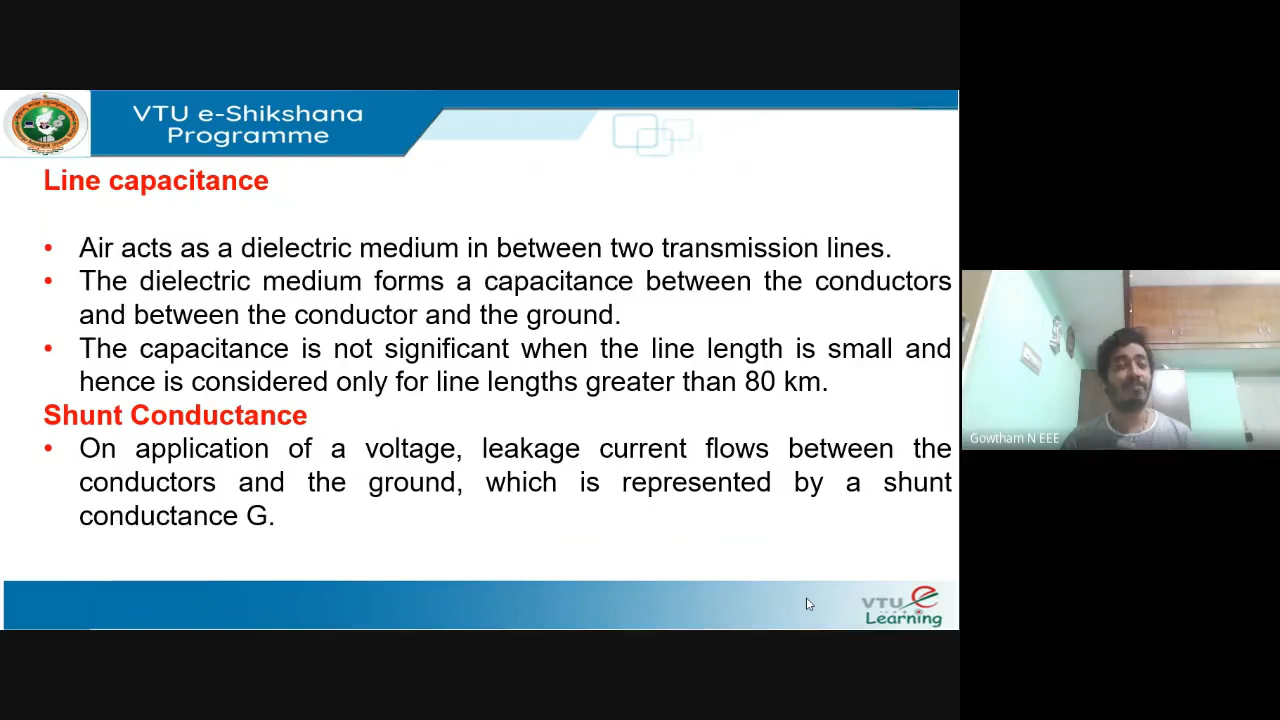 VTU e-Shikshana
Programme
Line capacitance
• Air acts as a dielectric medium in between two transmission lines.
• The dielectric medium forms a capacitance between the conductors
and between the conductor and the ground.
• The capacitance is not significant when the line length is small and
hence is considered only for line lengths greater than 80 km.
Shunt Conductance
• On application of a voltage, leakage current flows between the
conductors and the ground, which is represented by a shunt
conductance G.
Gowtham N EEE
VTU e
Learning